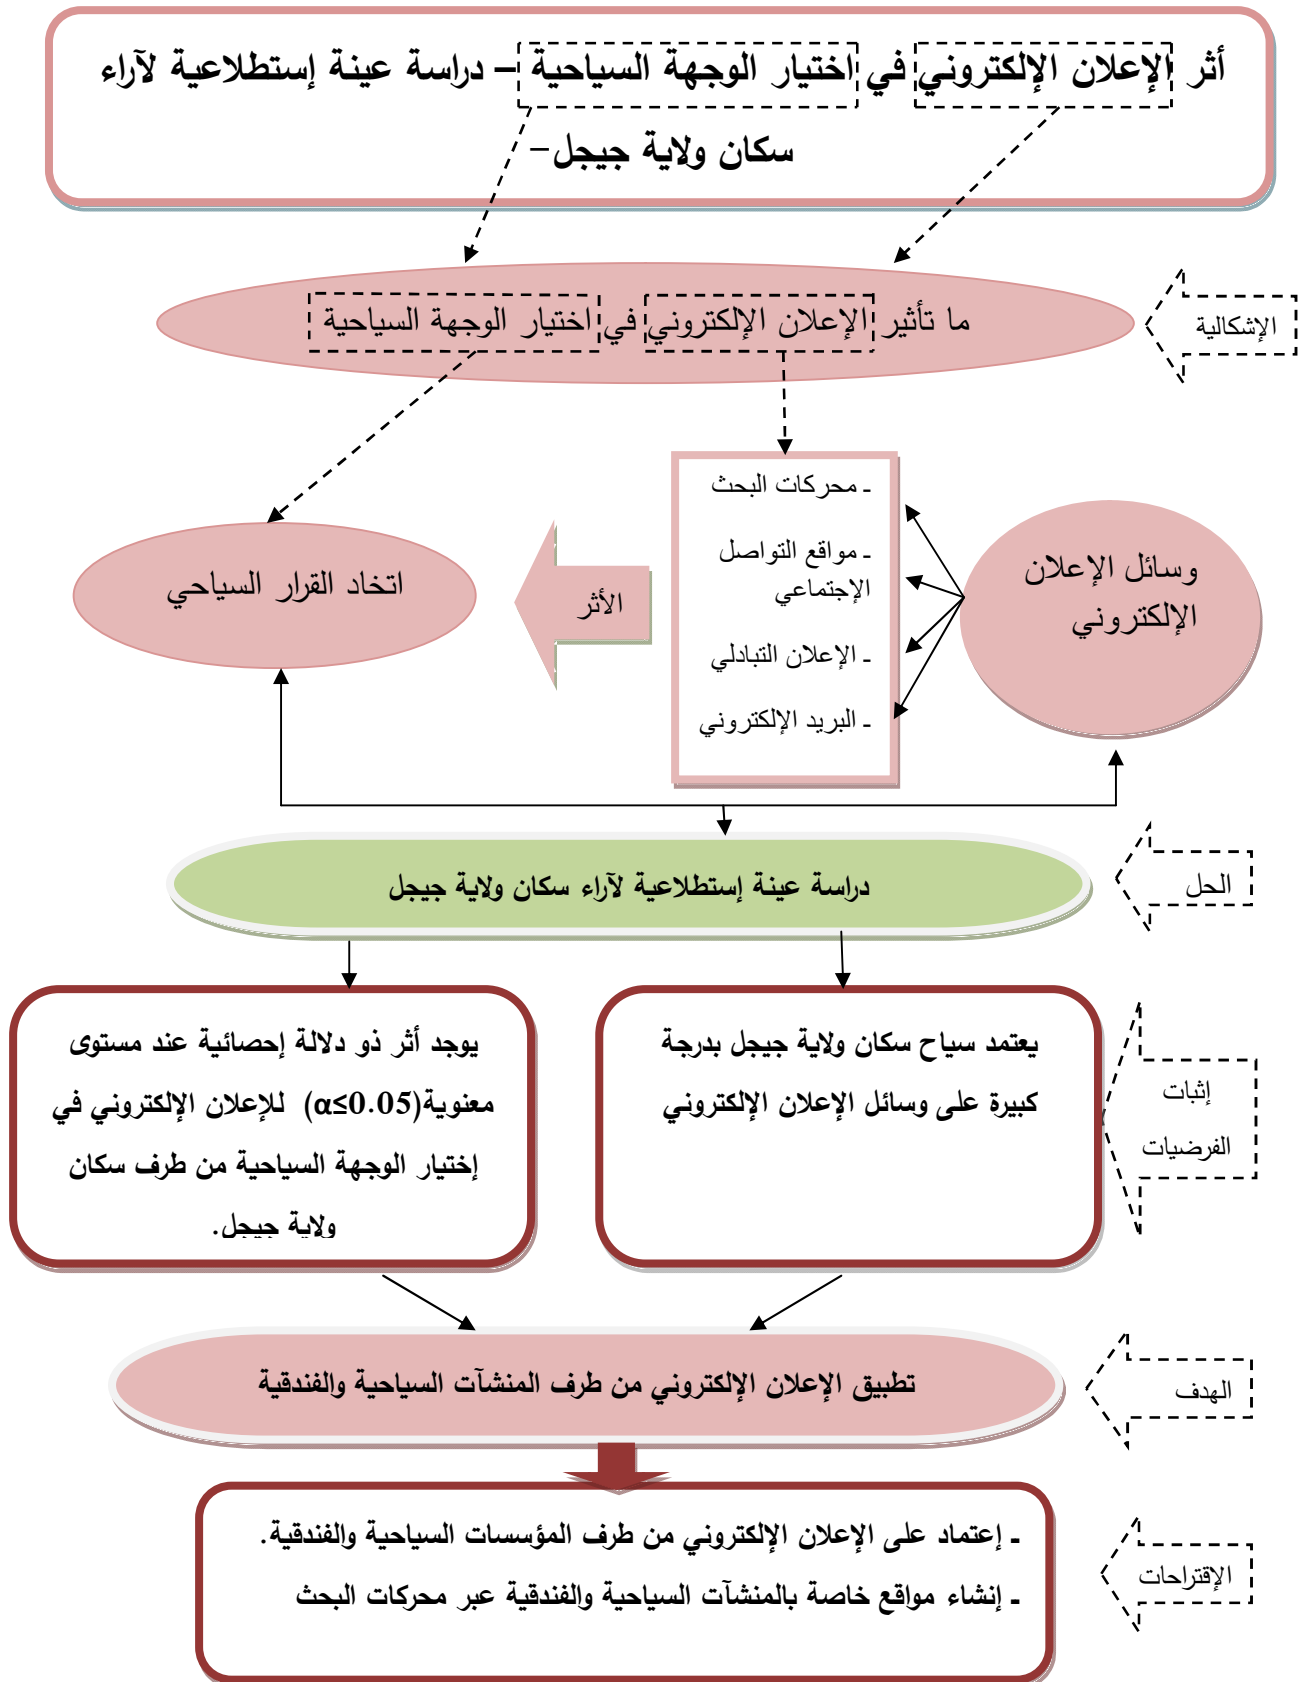 أثر الإعلان الإلكتروني في اختيار الوجهة السياحية – دراسة عينة إستطلاعية لآراء
سكان ولاية جيجل–
ما تأثير الإعلان الإلكتروني في اختيار الوجهة السياحية
الإشكالية
وسائل الإعلان
الإلكتروني
ـ محركات البحث
ـ مواقع التواصل
الإجتماعي
ـ الإعلان التبادلي
ـ البريد الإلكتروني
الأثر
اتخاد القرار السياحي
دراسة عينة إستطلاعية لآراء سكان ولاية جيجل
الحل
يعتمد سياح سكان ولاية جيجل بدرجة
كبيرة على وسائل الإعلان الإلكتروني
يوجد أثر ذو دلالة إحصائية عند مستوى
معنوية(α≤0.05) للإعلان الإلكتروني في
إختيار الوجهة السياحية من طرف سكان
ولاية جيجل.
إثبات
الفرضيات
تطبيق الإعلان الإلكتروني من طرف المنشآت السياحية والفندقية
الهدف
ـ إعتماد على الإعلان الإلكتروني من طرف المؤسسات السياحية والفندقية.
ـ إنشاء مواقع خاصة بالمنشآت السياحية والفندقية عبر محركات البحث
الإقتراحات